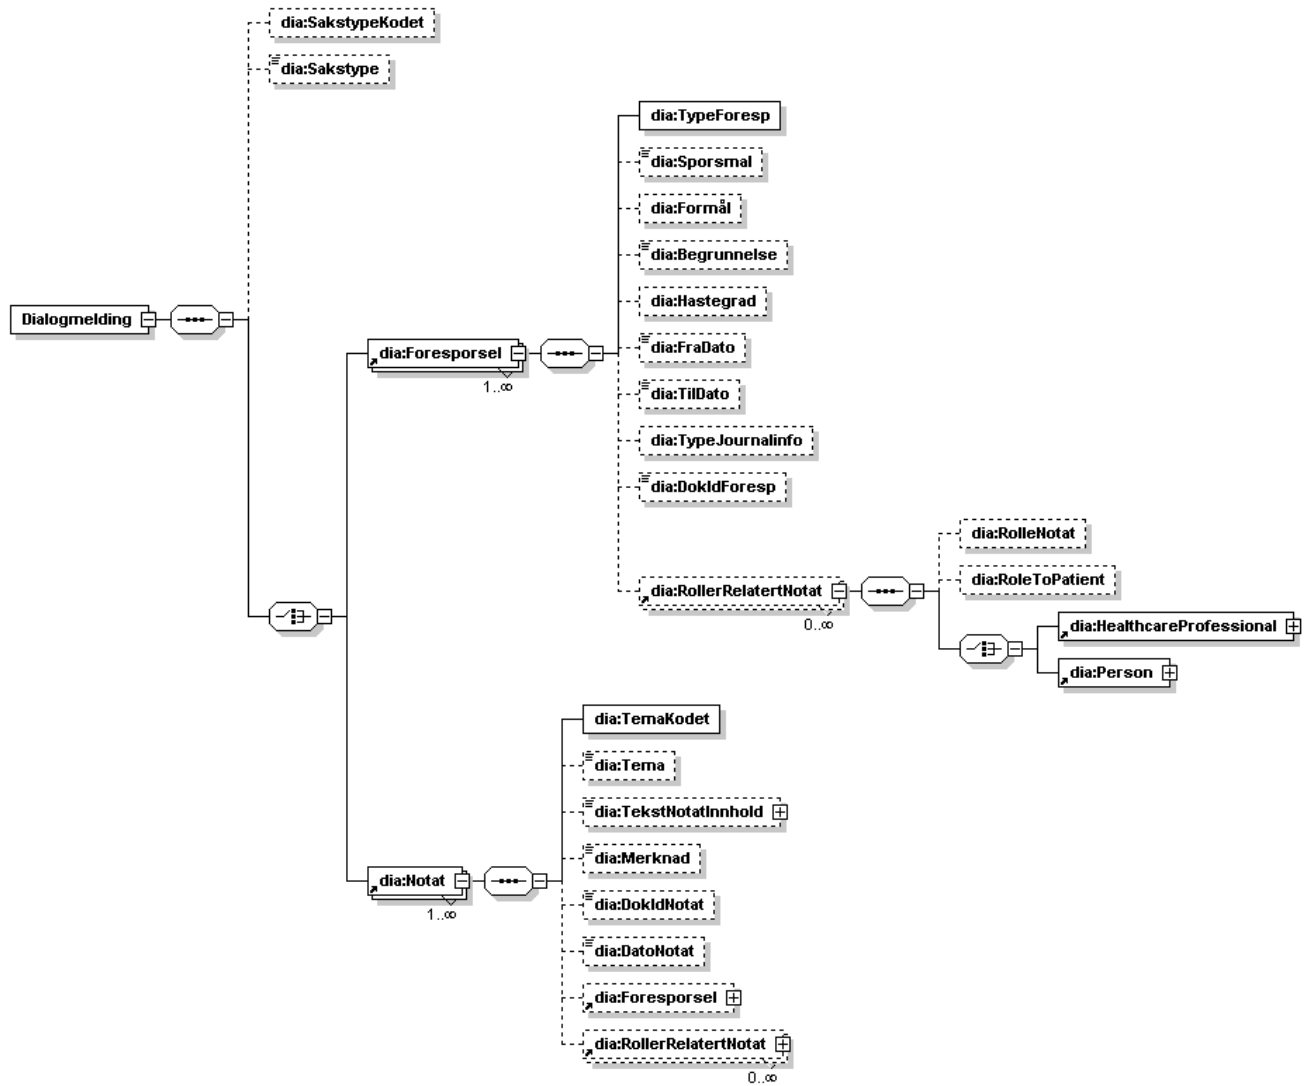 dia:SakstypeKodet
dia:Sakstype
dia:TypeForesp
dia:Sporsmal
dia:Formål
dia:Begrunnelse
dia:Hastegrad
Dialogmelding
dia:Foresporsel
1..∞
dia:FraDato
dia:TilDato
dia:TypeJournalinfo
dia:DokIdForesp
dia:RollerRelatertNotat
0..∞
dia:RolleNotat
dia:RoleToPatient
dia:HealthcareProfessional
dia:Person
dia:Notat
1..∞
dia:TemaKodet
dia:Tema
dia:TekstNotatInnhold
dia:Merknad
dia:DokIdNotat
dia:DatoNotat
dia:Foresporsel
dia:RollerRelatertNotat
0..∞